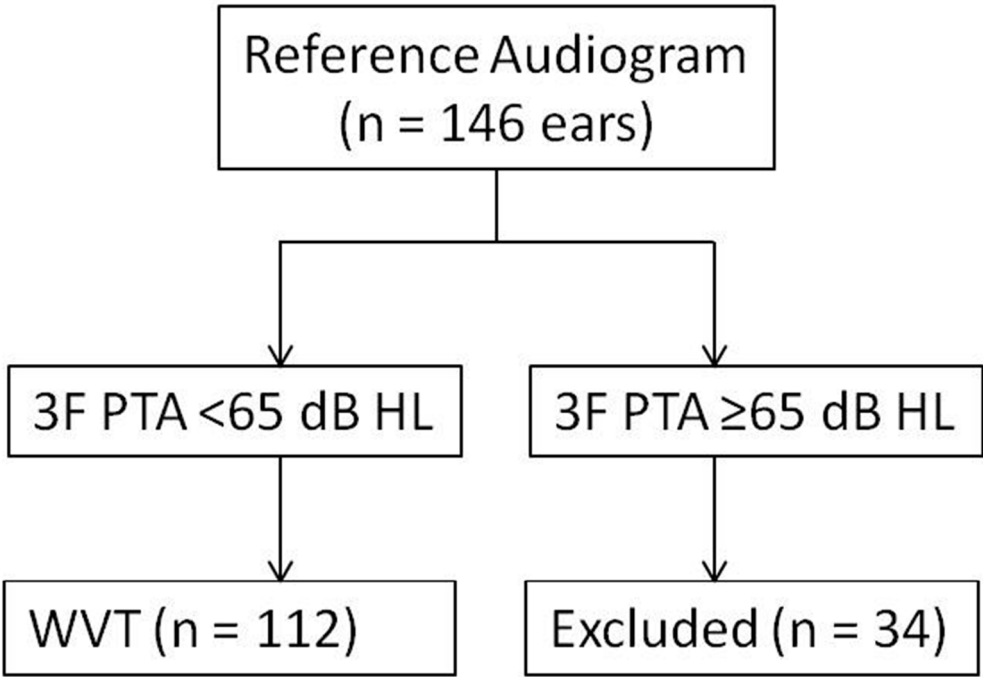 Reference Audiogram
(n = 146 ears)
3F PTA <65 dB HL
3F PTA ≥65 dB HL
WVT (n = 112)
Excluded (n = 34)